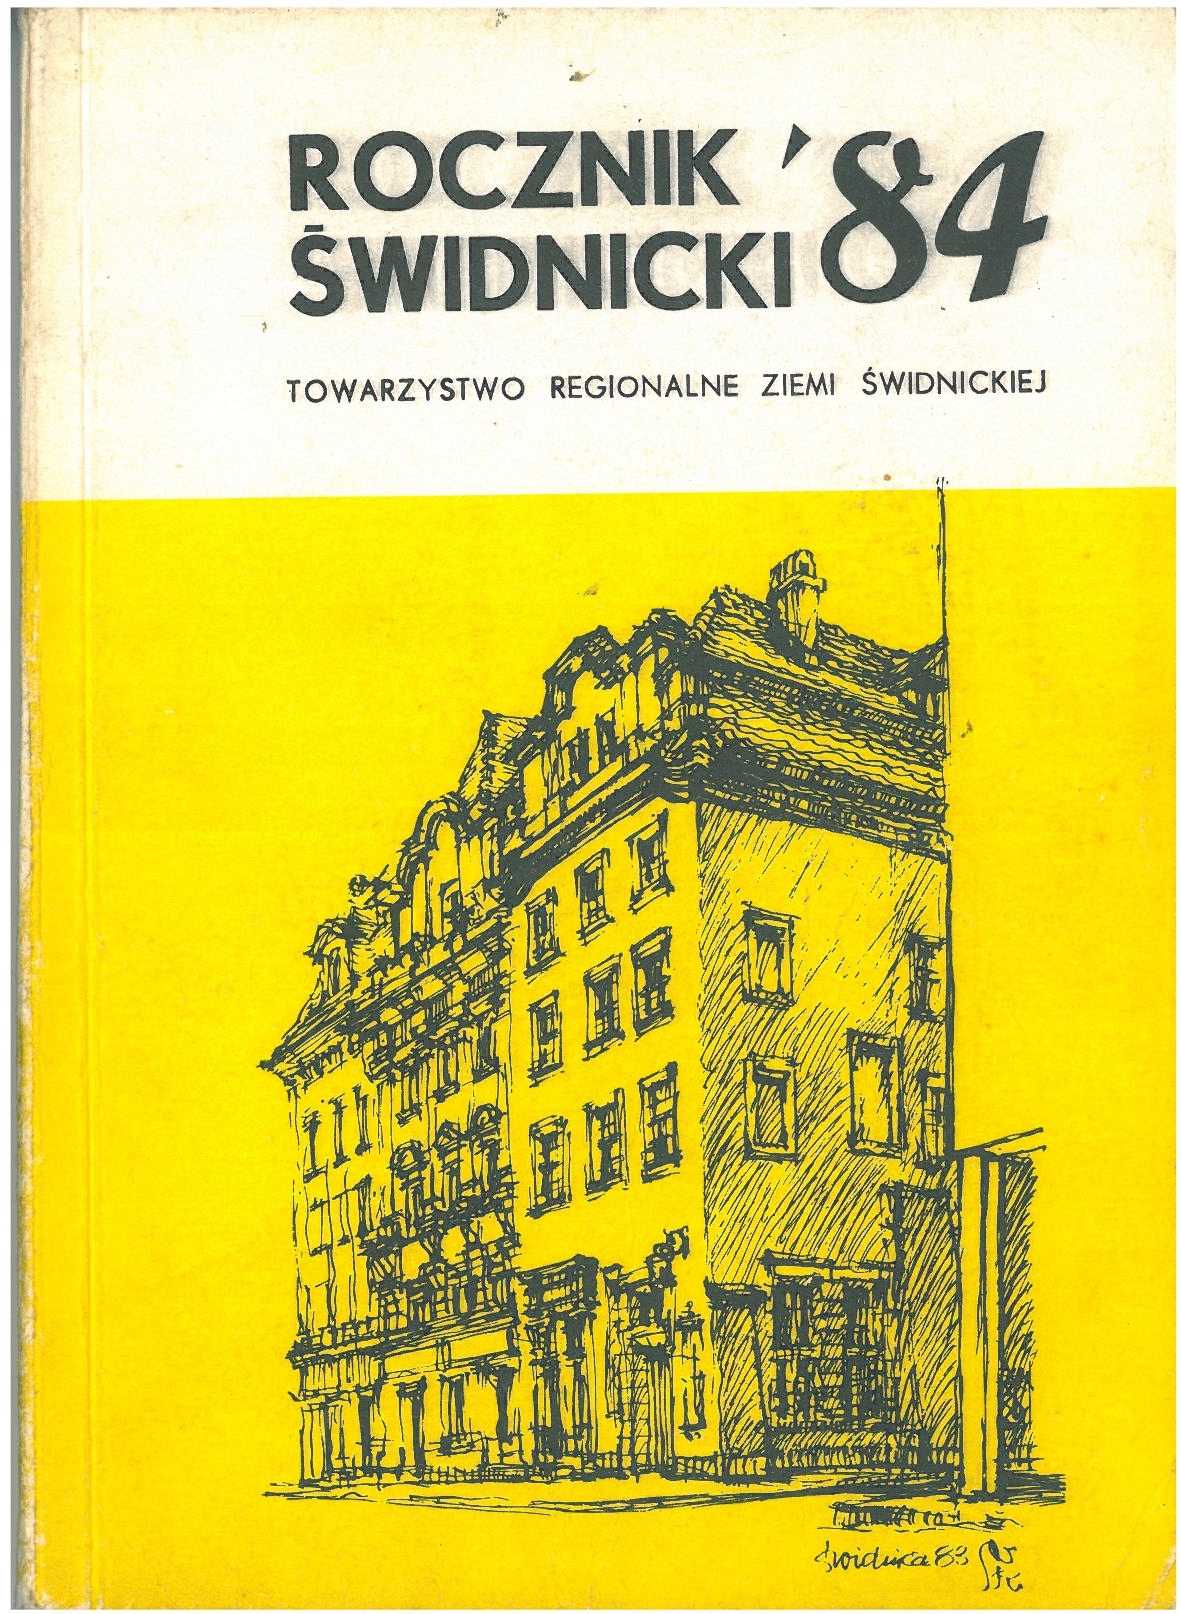 ROCZNIK '84
ŚWIDNICKI
TOWARZYSTWO REGIONALNE ZIEMI ŚWIDNICKIEJ
świdnica 83